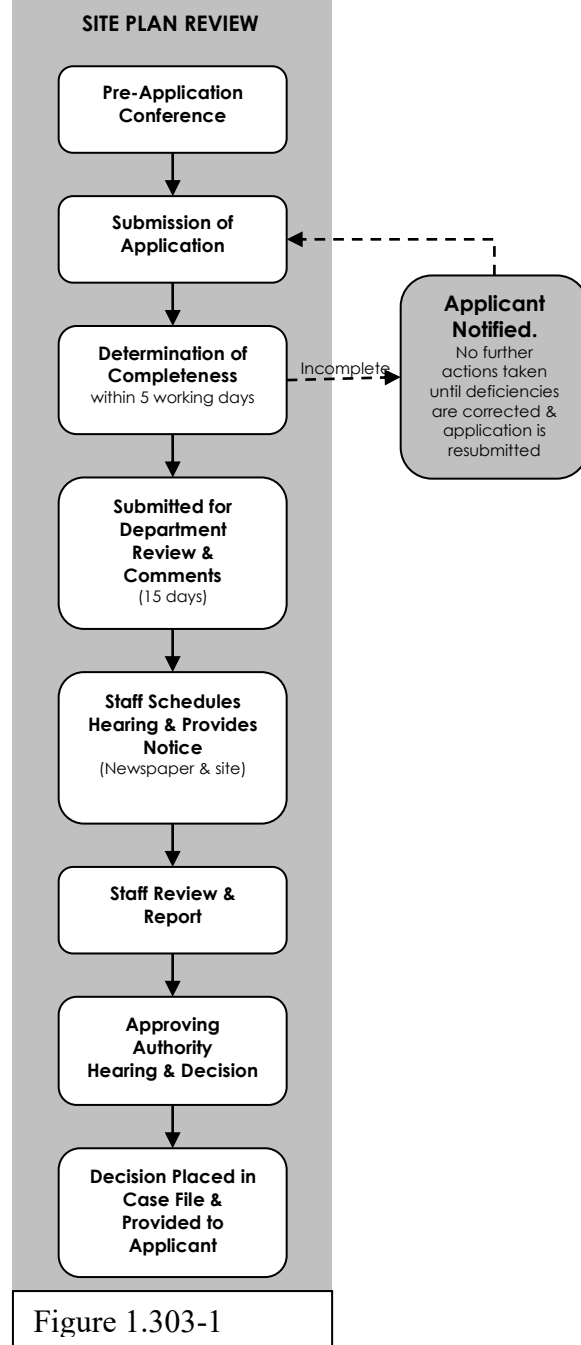 SITE PLAN REVIEW
Pre-Application
Conference
Submission of
Application
Determination of
Completeness
within 5 working days
Incomplete
Applicant
Notified.
No further
actions taken
until deficiencies
are corrected &
application is
resubmitted
Submitted for
Department
Review &
Comments
(15 days)
Staff Schedules
Hearing & Provides
Notice
(Newspaper & site)
Staff Review &
Report
Approving
Authority
Hearing & Decision
Decision Placed in
Case File &
Provided to
Applicant
Figure 1.303-1